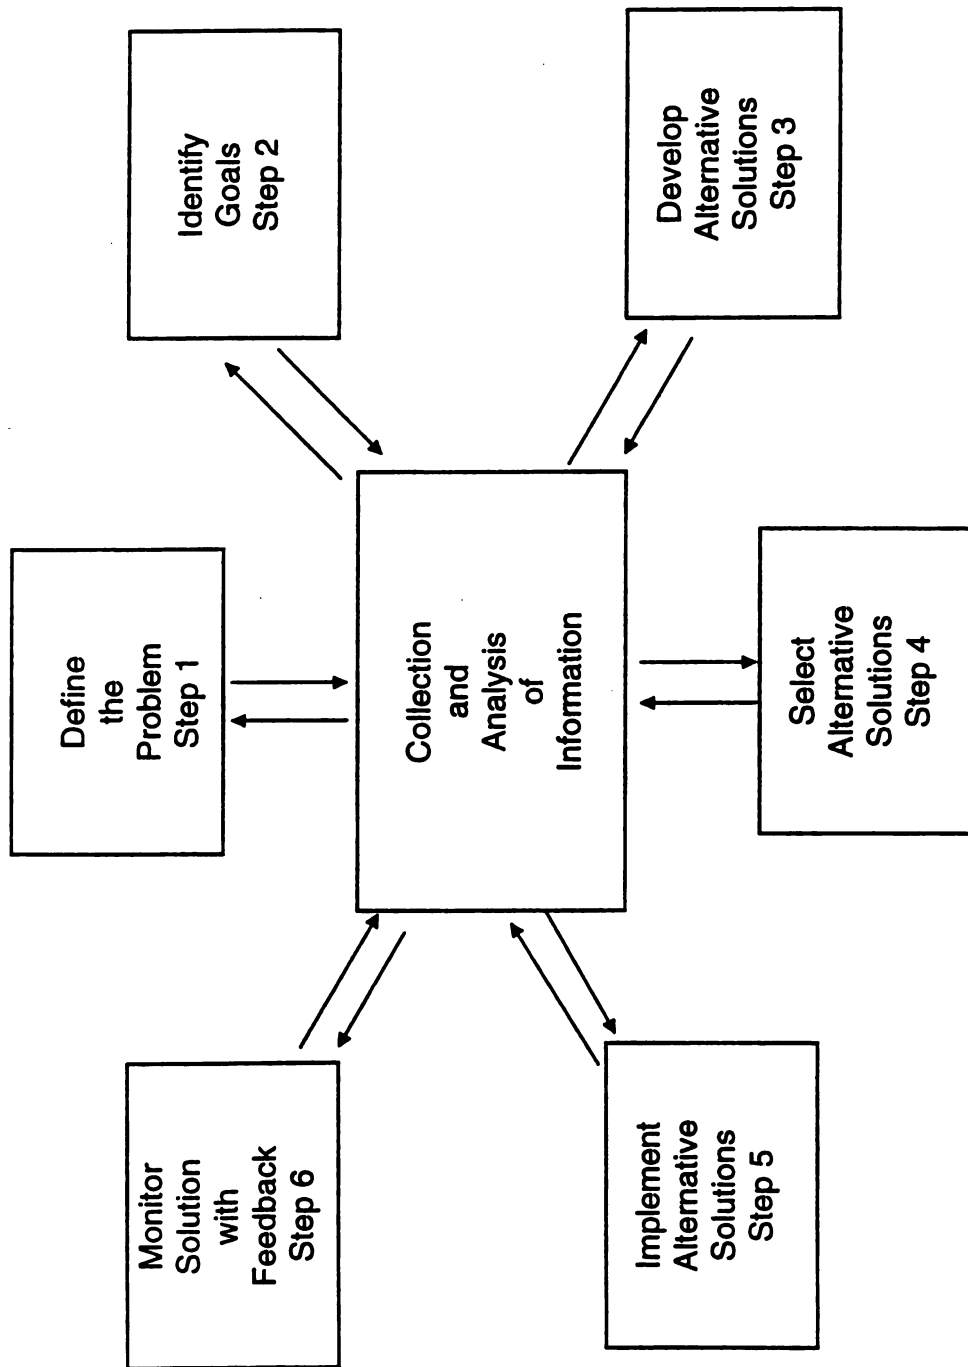 Define
the
Problem
Step 1
Identify
Goals
Step 2
Develop
Alternative
Solutions
Step 3
Select
Alternative
Solutions
Step 4
Implement
Alternative
Solutions
Step 5
Monitor
Solution
with
Feedback
Step 6
Collection
and
Analysis
of
Information